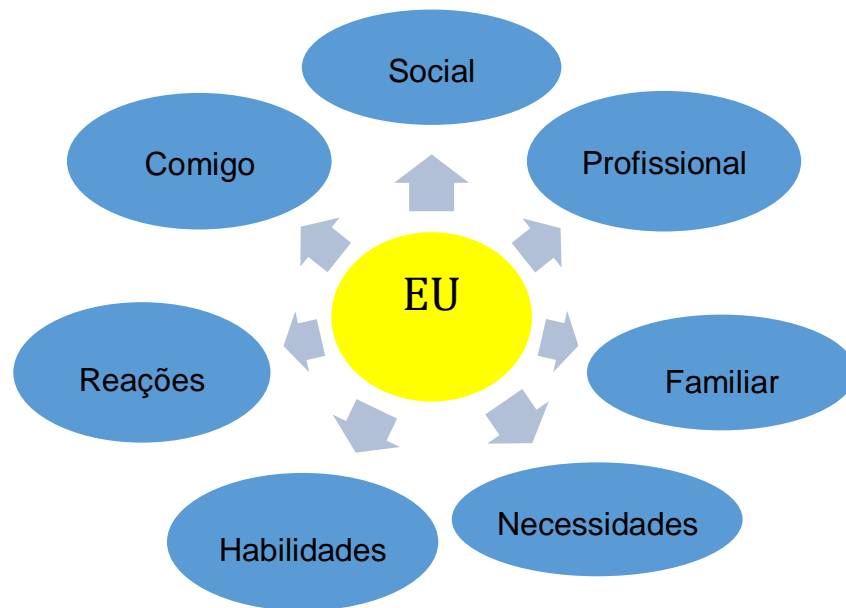 Social
Comigo
Profissional
EU
Reações
Familiar
Habilidades
Necessidades